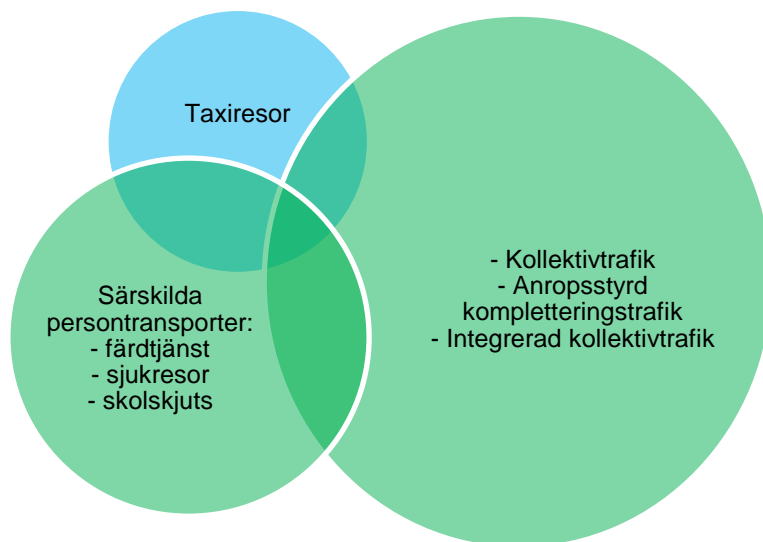 Taxiresor
Särskilda
persontransporter:
- färdtjänst
- sjukresor
- skolskjuts
- Kollektivtrafik
- Anropsstyrd
kompletteringstrafik
- Integrerad kollektivtrafik